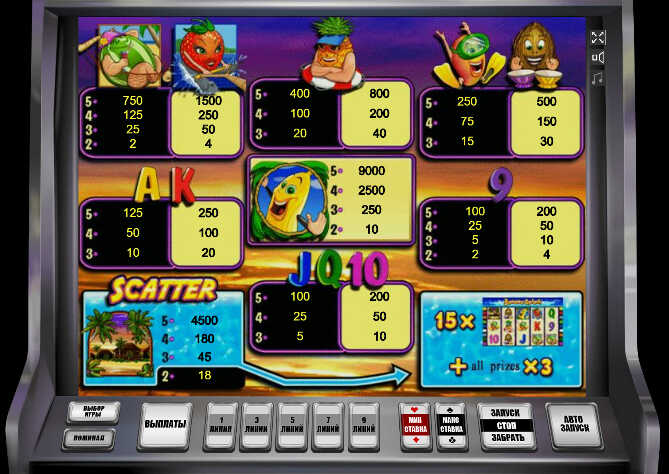 5 750 1500
4 125 250
3 25 50
2 2 4
5 400 800
4 100 200
3 20 40
5 250 500
4 75 150
3 15 30
A K
5 125 250
4 50 100
3 10 20
5 9000
4 2500
3 250
2 10
9
5 100 200
4 25 50
3 5 10
2 2 4
SCATTER
5 4500
4 180
3 45
2 18
J Q 10
5 100 200
4 25 50
3 5 10
15x
+ all prizes x3
ВЫБОР
ИГРЫ
НОМИНАЛ
ВЫПЛАТЫ
1
ЛИНИЯ
3
ЛИНИИ
5
ЛИНИЙ
7
ЛИНИЙ
9
ЛИНИЙ
МИН
СТАВКА
МАКС
СТАВКА
ЗАПУСК
СТОП
ЗАБРАТЬ
АВТО
ЗАПУСК